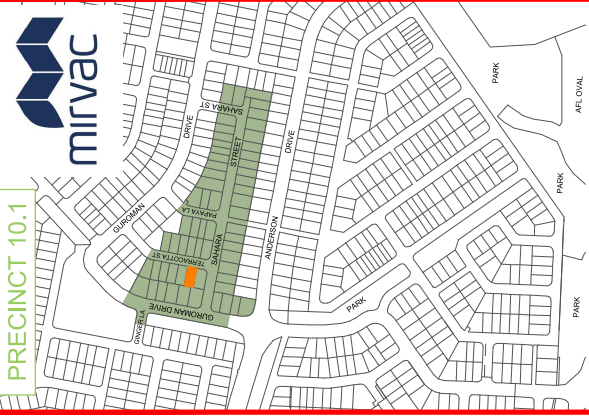 mirvac
PRECINCT 10.1
SAHARA ST
DRIVE
STREET
DRIVE
PARK
AFL OVAL
PARK
GUROMAN
PAPAYA LA
SAHARA
ANDERSON
TERRACOTTA ST
PARK
PARK
GUROMAN DRIVE
GINGER LA